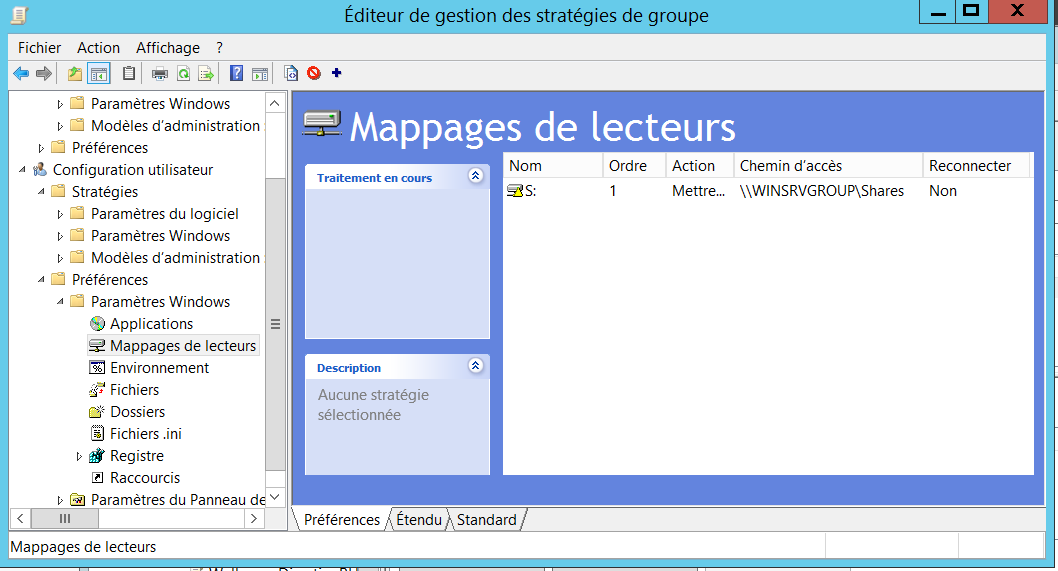 Éditeur de gestion des stratégies de groupe
Fichier Action Affichage ?
Paramètres Windows
Modèles d'administration
Préférences
Configuration utilisateur
Stratégies
Paramètres du logiciel
Paramètres Windows
Modèles d'administration
Préférences
Paramètres Windows
Applications
Mappages de lecteurs
Environnement
Fichiers
Dossiers
Fichiers .ini
Registre
Raccourcis
Paramètres du Panneau de
Mappages de lecteurs
Traitement en cours
Description
Aucune stratégie
sélectionnée
Nom Ordre Action Chemin d'accès Reconnecter
S: 1 Mettre... \\WINSRVGROUP\Shares Non
Préférences Étendu Standard
Mappages de lecteurs